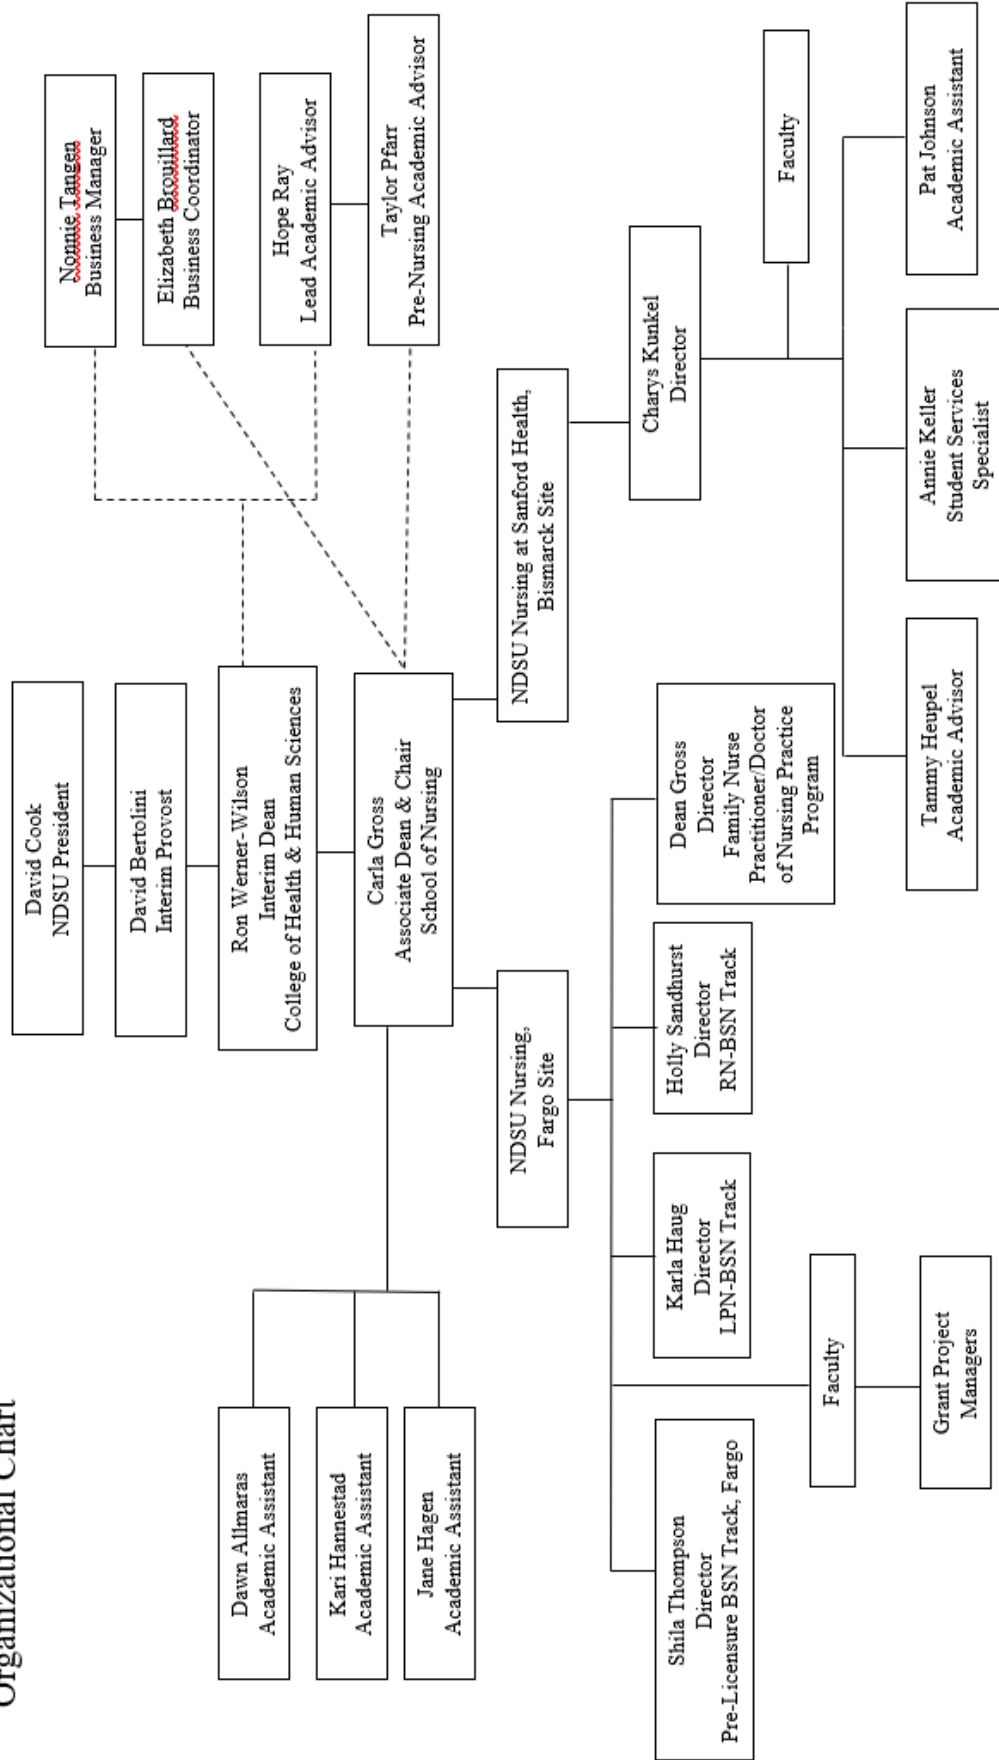 Organizational Chart
David Cook
NDSU President
David Bertolini
Interim Provost
Ron Werner-Wilson
Interim Dean
College of Health & Human Sciences
Carla Gross
Associate Dean & Chair
School of Nursing
Nonnie Tangen
Business Manager
Elizabeth Brouillard
Business Coordinator
Hope Ray
Lead Academic Advisor
Taylor Pfarr
Pre-Nursing Academic Advisor
Dawn Allmaras
Academic Assistant
Kari Hannestad
Academic Assistant
Jane Hagen
Academic Assistant
NDSU Nursing,
Fargo Site
NDSU Nursing at Sanford Health,
Bismarck Site
Shila Thompson
Director
Pre-Licensure BSN Track, Fargo
Karla Haug
Director
LPN-BSN Track
Holly Sandhurst
Director
RN-BSN Track
Dean Gross
Director
Family Nurse
Practitioner/Doctor
of Nursing Practice
Program
Charys Kunkel
Director
Faculty
Faculty
Grant Project
Managers
Tammy Heupel
Academic Advisor
Annie Keller
Student Services
Specialist
Pat Johnson
Academic Assistant